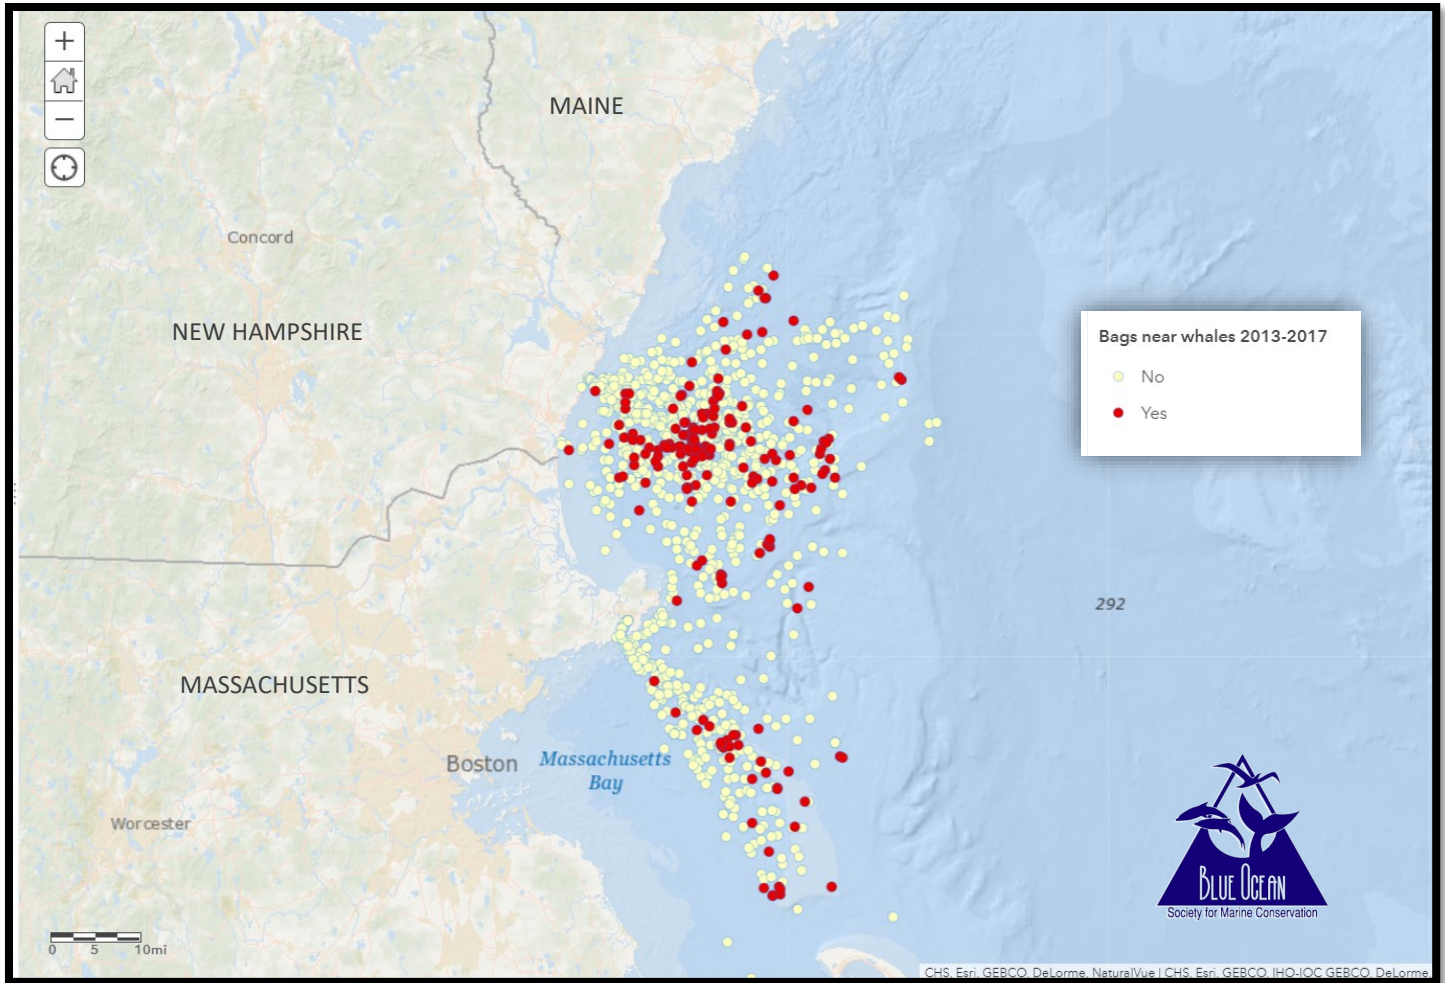 +
−
MAINE
Concord
NEW HAMPSHIRE
Bags near whales 2013-2017
No
Yes
292
MASSACHUSETTS
Boston
Massachusetts
Bay
Worcester
BLUE OCEAN
Society for Marine Conservation
0 5 10mi
CHS, Esri, GEBCO, DeLorme, NaturalVue | CHS, Esri, GEBCO, IHO-IOC GEBCO, DeLorme,